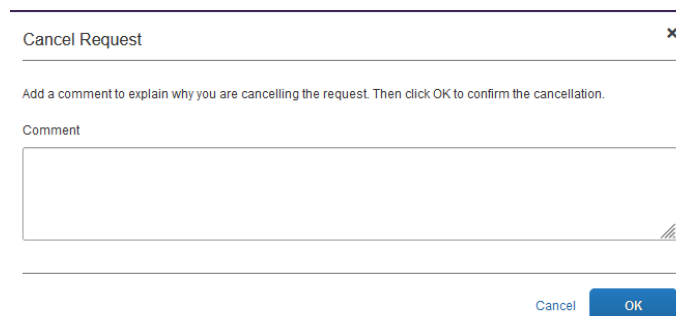 Cancel Request
Add a comment to explain why you are cancelling the request. Then click OK to confirm the cancellation.
Comment
Cancel OK